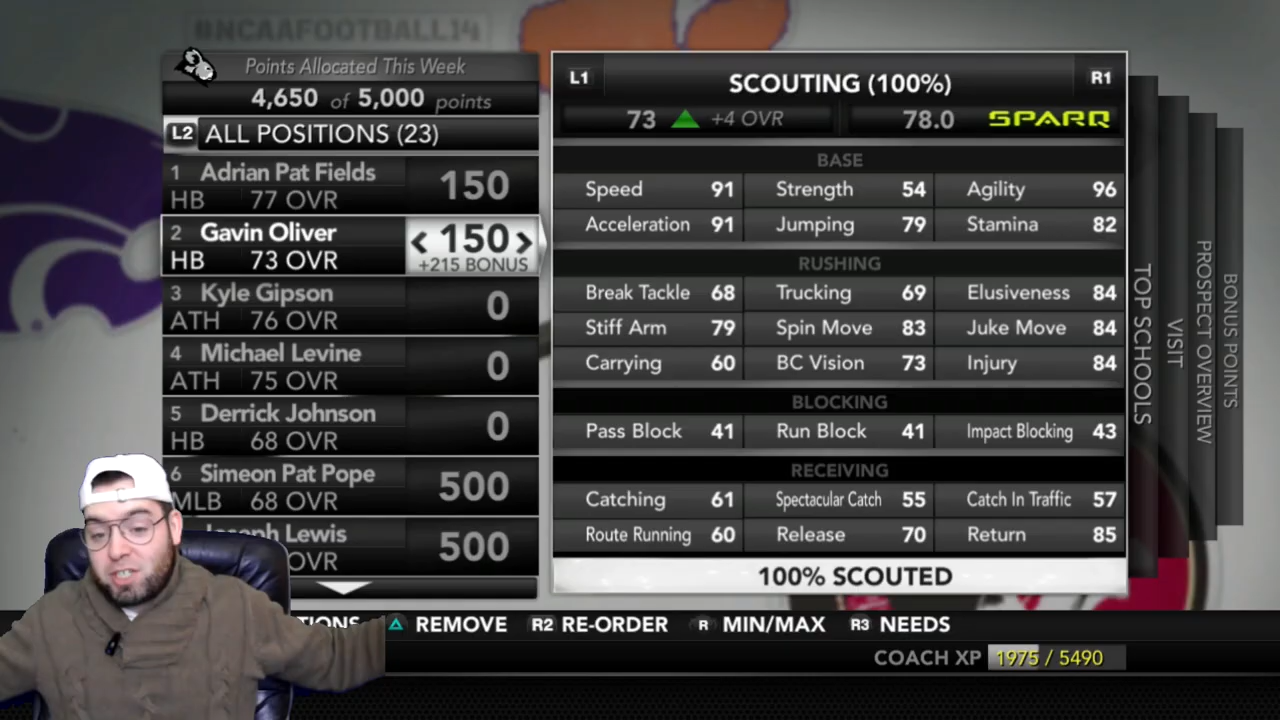 #NCAAFOOTBALL14
Points Allocated This Week
4,650 of 5,000 points
L2 ALL POSITIONS (23)
1 Adrian Pat Fields
HB 77 OVR 150
2 Gavin Oliver
HB 73 OVR < 150 >
+215 BONUS
3 Kyle Gipson
ATH 76 OVR 0
4 Michael Levine
ATH 75 OVR 0
5 Derrick Johnson
HB 68 OVR 0
6 Simeon Pat Pope
MLB 68 OVR 500
Lewis
OVR 500
L1 SCOUTING (100%) R1
73 +4 OVR 78.0 SPARQ
BASE
Speed 91 Strength 54 Agility 96
Acceleration 91 Jumping 79 Stamina 82
RUSHING
Break Tackle 68 Trucking 69 Elusiveness 84
Stiff Arm 79 Spin Move 83 Juke Move 84
Carrying 60 BC Vision 73 Injury 84
BLOCKING
Pass Block 41 Run Block 41 Impact Blocking 43
RECEIVING
Catching 61 Spectacular Catch 55 Catch In Traffic 57
Route Running 60 Release 70 Return 85
100% SCOUTED
TOP SCHOOLS
VISIT
PROSPECT OVERVIEW
BONUS POINTS
REMOVE R2 RE-ORDER R MIN/MAX R3 NEEDS
COACH XP 1975 / 5490